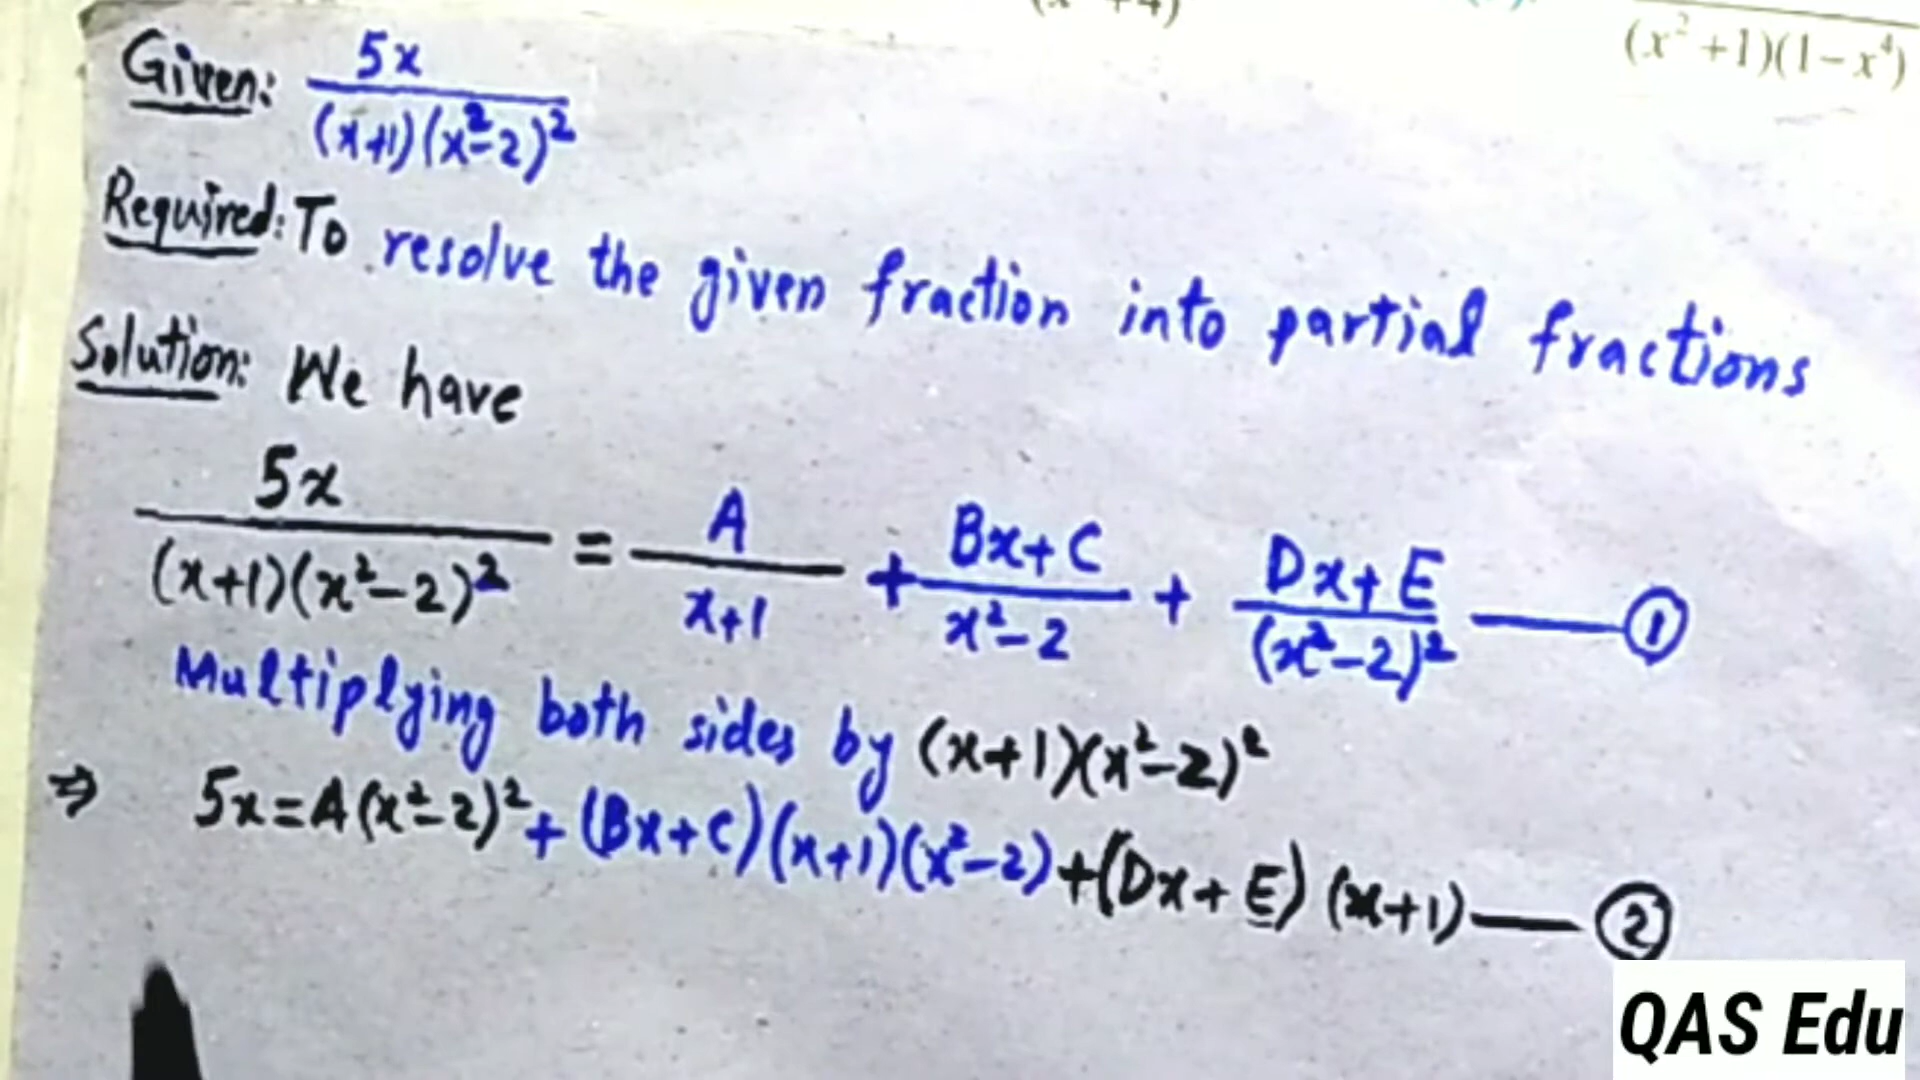 (x²+1)(1−x⁴)
Given: 5x
(x+1)(x²−2)²
Required: To resolve the given fraction into partial fractions
Solution: We have
5x/((x+1)(x²−2)²) = A/(x+1) + (Bx+C)/(x²−2) + (Dx+E)/(x²−2)² —— ①
Multiplying both sides by (x+1)(x²−2)²
⇒ 5x=A(x²−2)²+(Bx+C)(x+1)(x²−2)+(Dx+E)(x+1) —— ②
QAS Edu